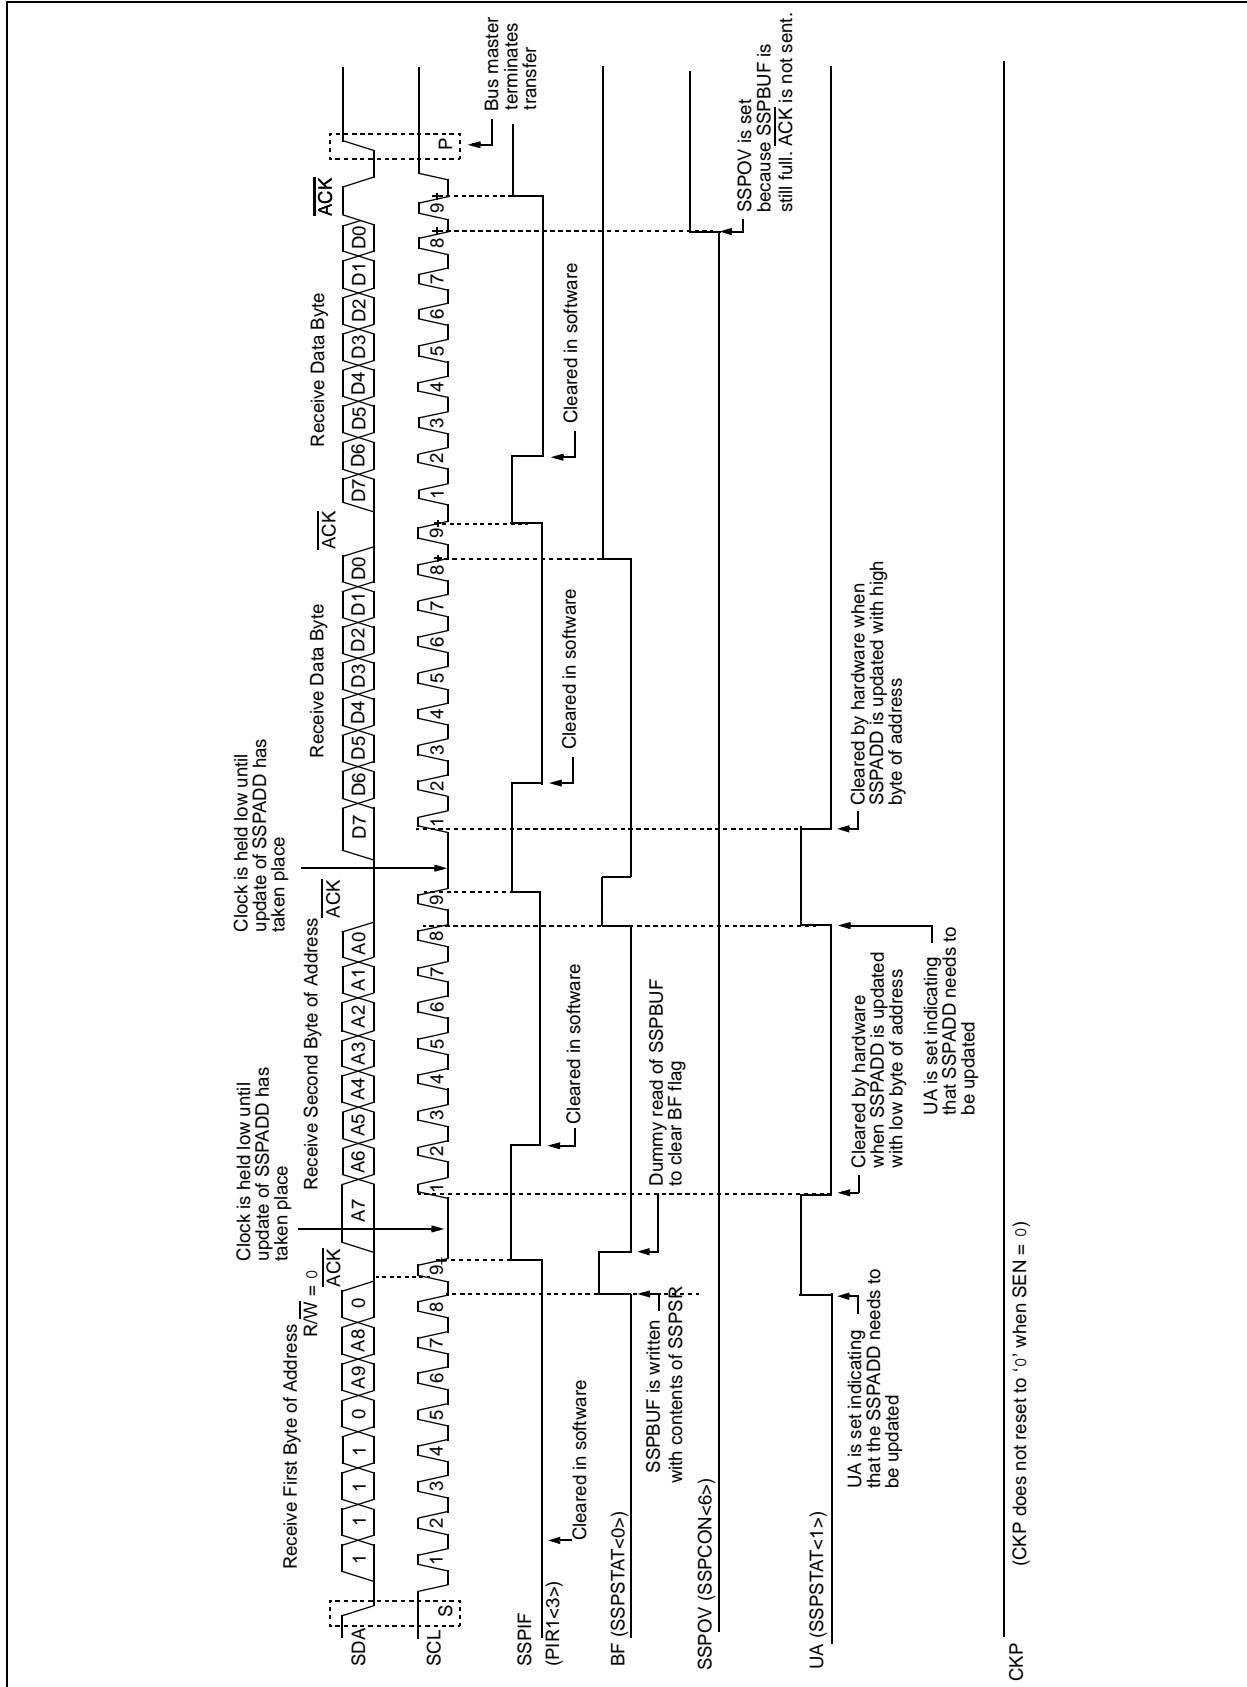 Receive First Byte of Address
R/W = 0
ACK
Clock is held low until
update of SSPADD has
taken place
Receive Second Byte of Address
ACK
Clock is held low until
update of SSPADD has
taken place
Receive Data Byte
ACK
Receive Data Byte
ACK
SDA
1 1 1 1 0 A9 A8 0 A7 A6 A5 A4 A3 A2 A1 A0 D7 D6 D5 D4 D3 D2 D1 D0 D7 D6 D5 D4 D3 D2 D1 D0
SCL
S 1 2 3 4 5 6 7 8 9 1 2 3 4 5 6 7 8 9 1 2 3 4 5 6 7 8 9 1 2 3 4 5 6 7 8 9 P
Bus master
terminates
transfer
SSPIF
(PIR1<3>)
Cleared in software
Cleared in software
Cleared in software
Cleared in software
BF (SSPSTAT<0>)
SSPBUF is written
with contents of SSPSR
Dummy read of SSPBUF
to clear BF flag
SSPOV (SSPCON<6>)
SSPOV is set
because SSPBUF is
still full. ACK is not sent.
UA (SSPSTAT<1>)
UA is set indicating
that the SSPADD needs to
be updated
Cleared by hardware
when SSPADD is updated
with low byte of address
UA is set indicating
that SSPADD needs to
be updated
Cleared by hardware when
SSPADD is updated with high
byte of address
CKP
(CKP does not reset to ‘0’ when SEN = 0)